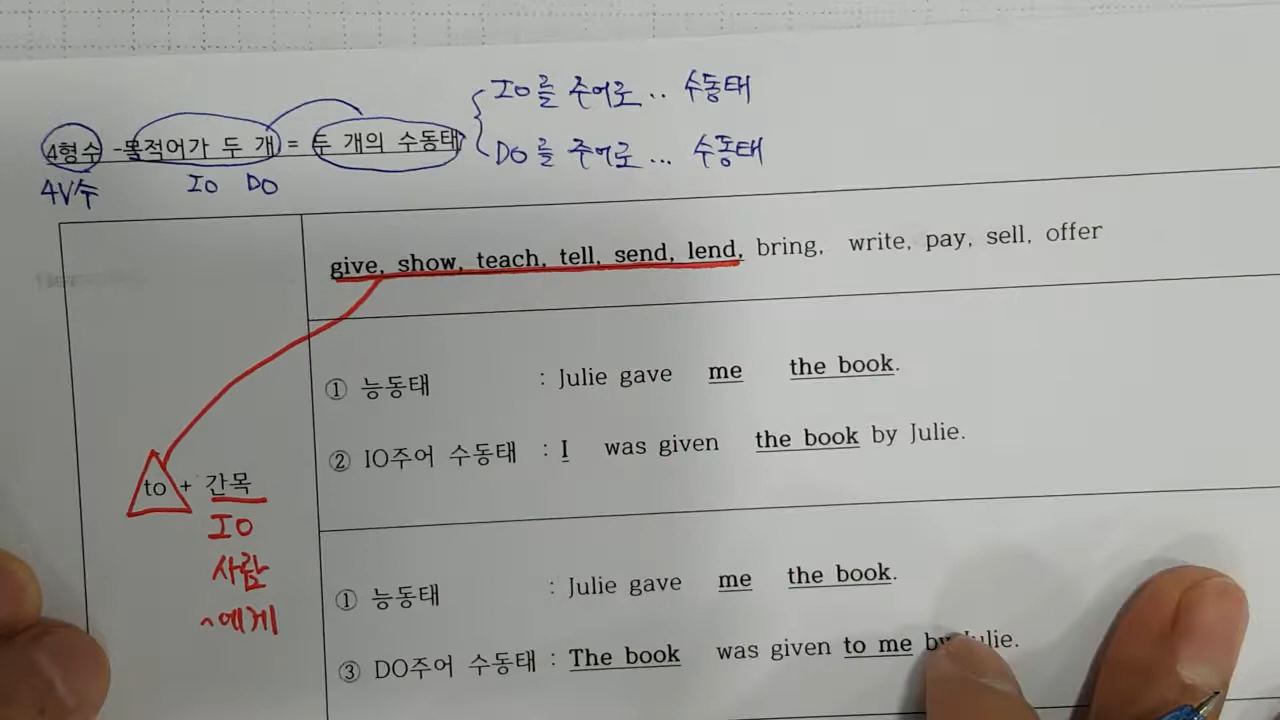 IO를 주어로.. 수동태
4형수 -목적어가 두 개 = 두 개의 수동태
DO를 주어로... 수동태
4V수 IO DO
give, show, teach, tell, send, lend, bring, write, pay, sell, offer
① 능동태 : Julie gave me the book.
② IO주어 수동태 : I was given the book by Julie.
to + 간목
IO
사람
~에게
① 능동태 : Julie gave me the book.
③ DO주어 수동태 : The book was given to me by Julie.